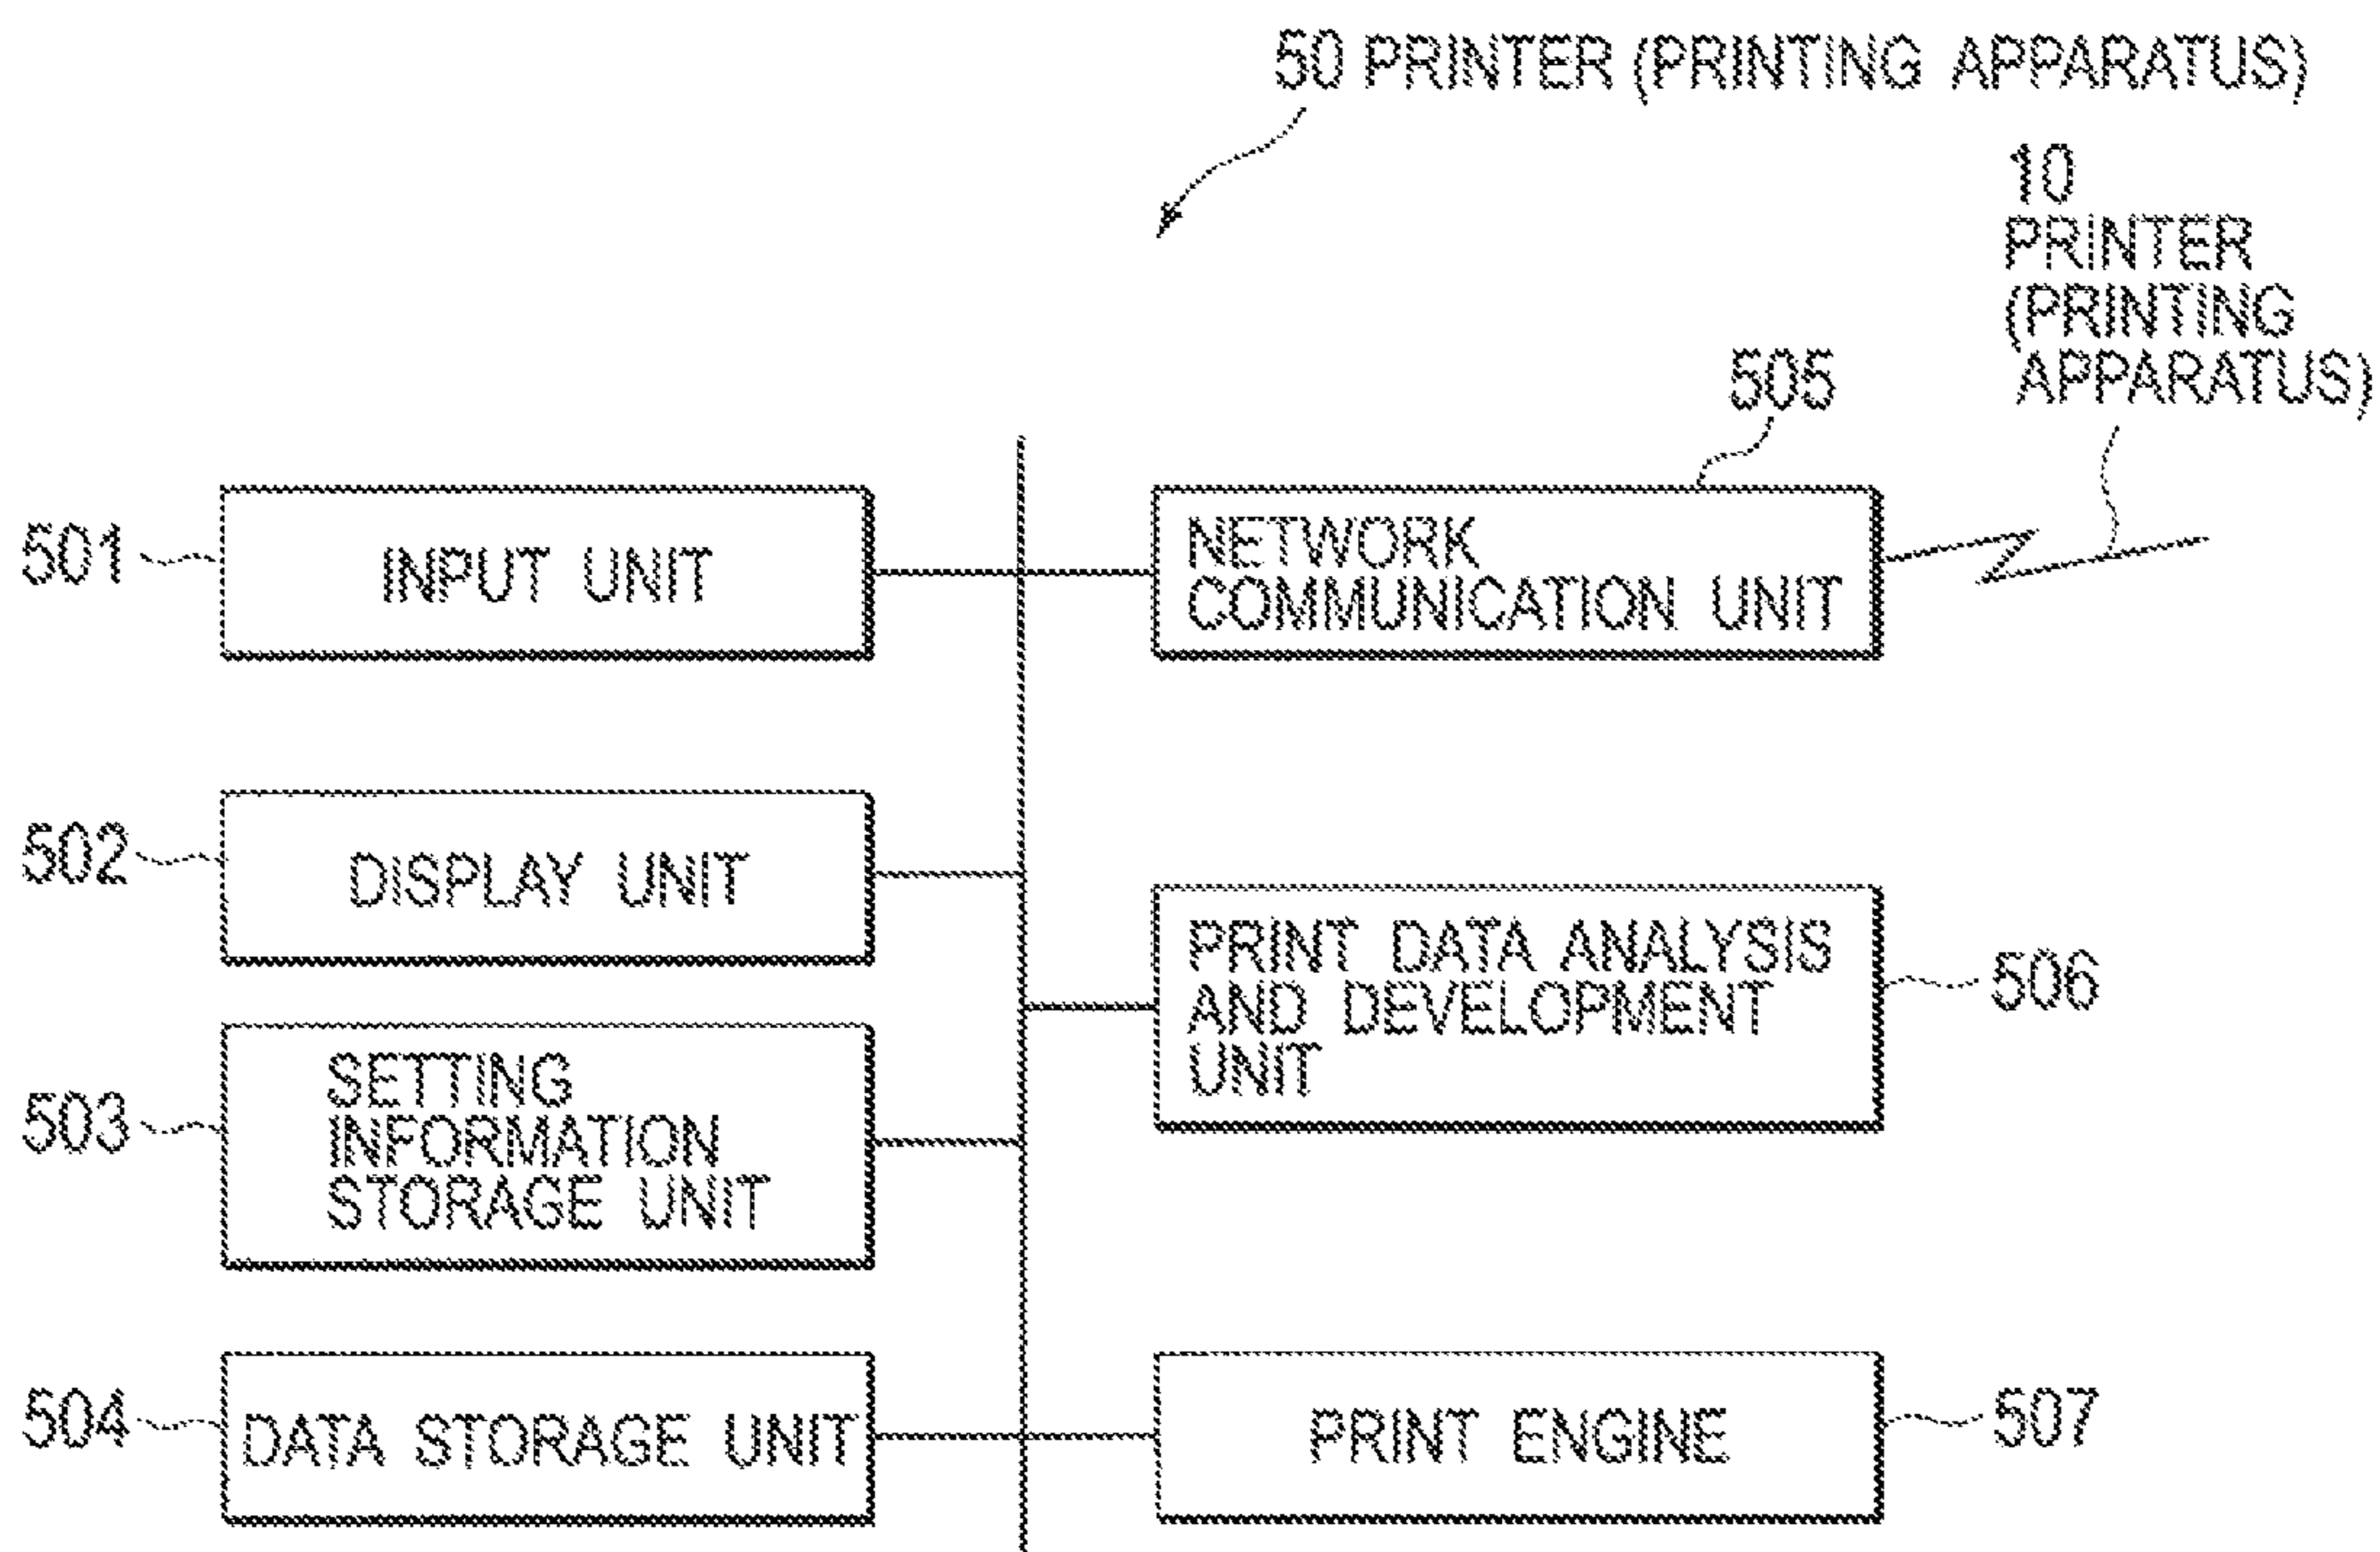 50 PRINTER (PRINTING APPARATUS)
10
PRINTER
(PRINTING
APPARATUS)
505
501
INPUT UNIT
NETWORK
COMMUNICATION UNIT
502
DISPLAY UNIT
PRINT DATA ANALYSIS
AND DEVELOPMENT
UNIT
506
503
SETTING
INFORMATION
STORAGE UNIT
504
DATA STORAGE UNIT
PRINT ENGINE
507